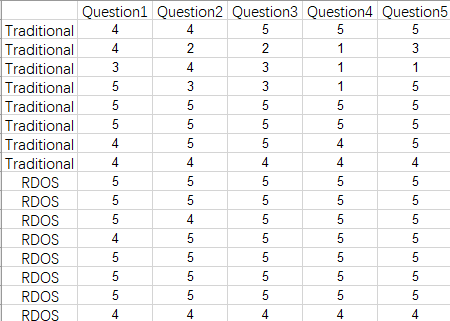 Question1 Question2 Question3 Question4 Question5
Traditional 4 4 5 5 5
Traditional 4 2 2 1 3
Traditional 3 4 3 1 1
Traditional 5 3 3 1 5
Traditional 5 5 5 5 5
Traditional 5 5 5 5 5
Traditional 4 5 5 4 5
Traditional 4 4 4 4 4
RDOS 5 5 5 5 5
RDOS 5 5 5 5 5
RDOS 5 4 5 5 5
RDOS 4 5 5 5 5
RDOS 5 5 5 5 5
RDOS 5 5 5 5 5
RDOS 5 5 5 5 5
RDOS 4 4 4 4 4